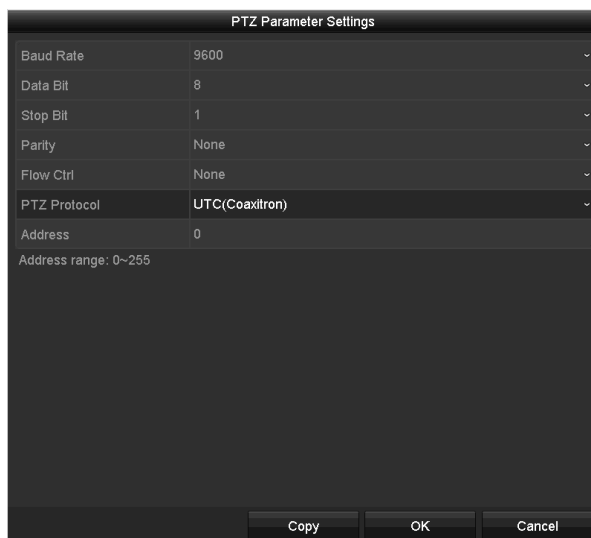 PTZ Parameter Settings
Baud Rate 9600
Data Bit 8
Stop Bit 1
Parity None
Flow Ctrl None
PTZ Protocol UTC(Coaxitron)
Address 0
Address range: 0~255
Copy OK Cancel